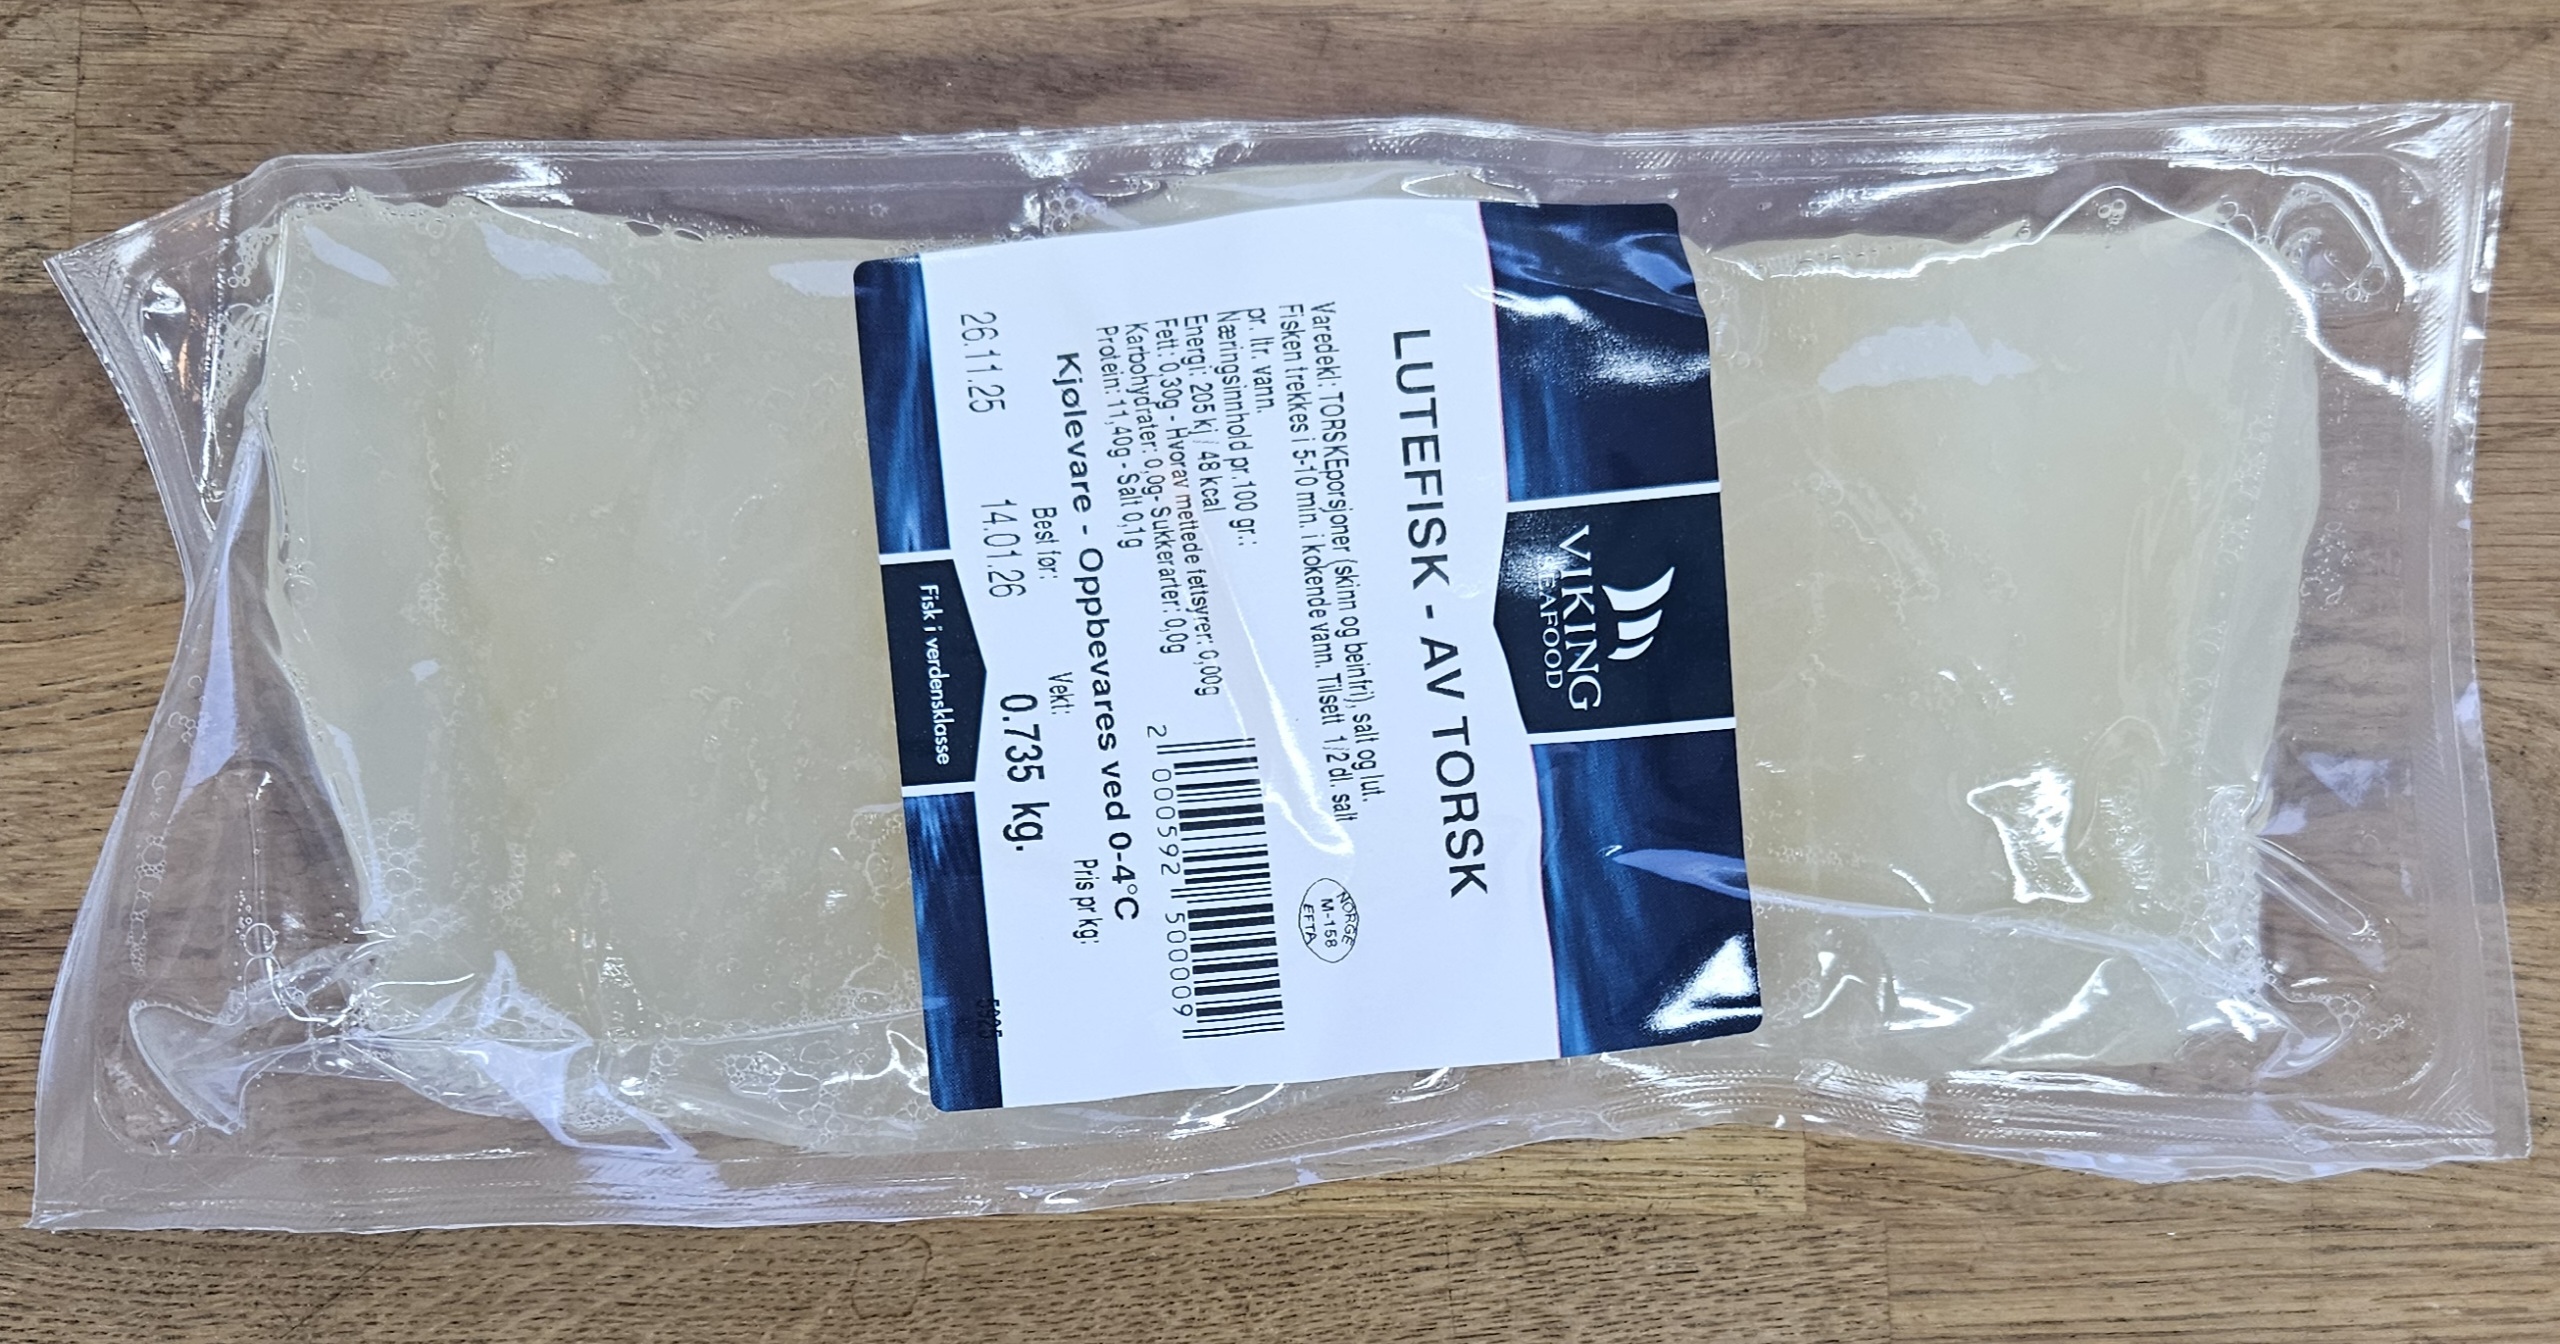 VIKING
SEAFOOD
LUTEFISK - AV TORSK
Varedekl: TORSKEporsjoner (skinn og beinfri), salt og lut.
Fisken trekkes i 5-10 min. i kokende vann. Tilsett 1/2 dl. salt
pr. ltr. vann.
Næringsinnhold pr.100 gr.:
Energi: 205 kj / 48 kcal
Fett: 0,30g - Hvorav mettede fettsyrer: 0,00g
Karbohydrater: 0,0g- Sukkerarter: 0,0g
Protein: 11,40g - Salt 0,1g
NORGE
M-158
EFTA
2 000592 500009
Kjølevare - Oppbevares ved 0-4°C
Best før: Vekt: Pris pr kg:
26.11.25 14.01.26 0.735 kg.
Fisk i verdensklasse